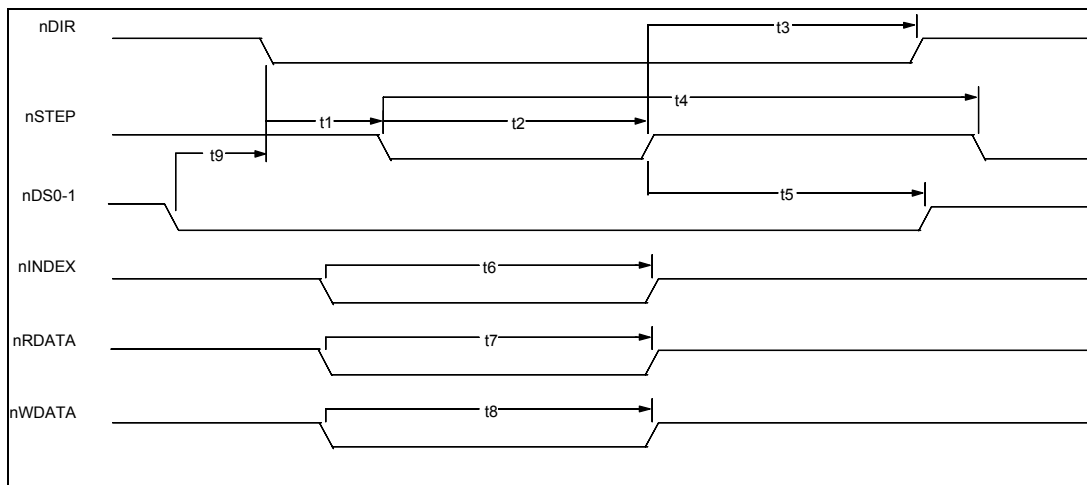 nDIR
t3
nSTEP
t4
t1
t2
t9
nDS0-1
t5
nINDEX
t6
nRDATA
t7
nWDATA
t8